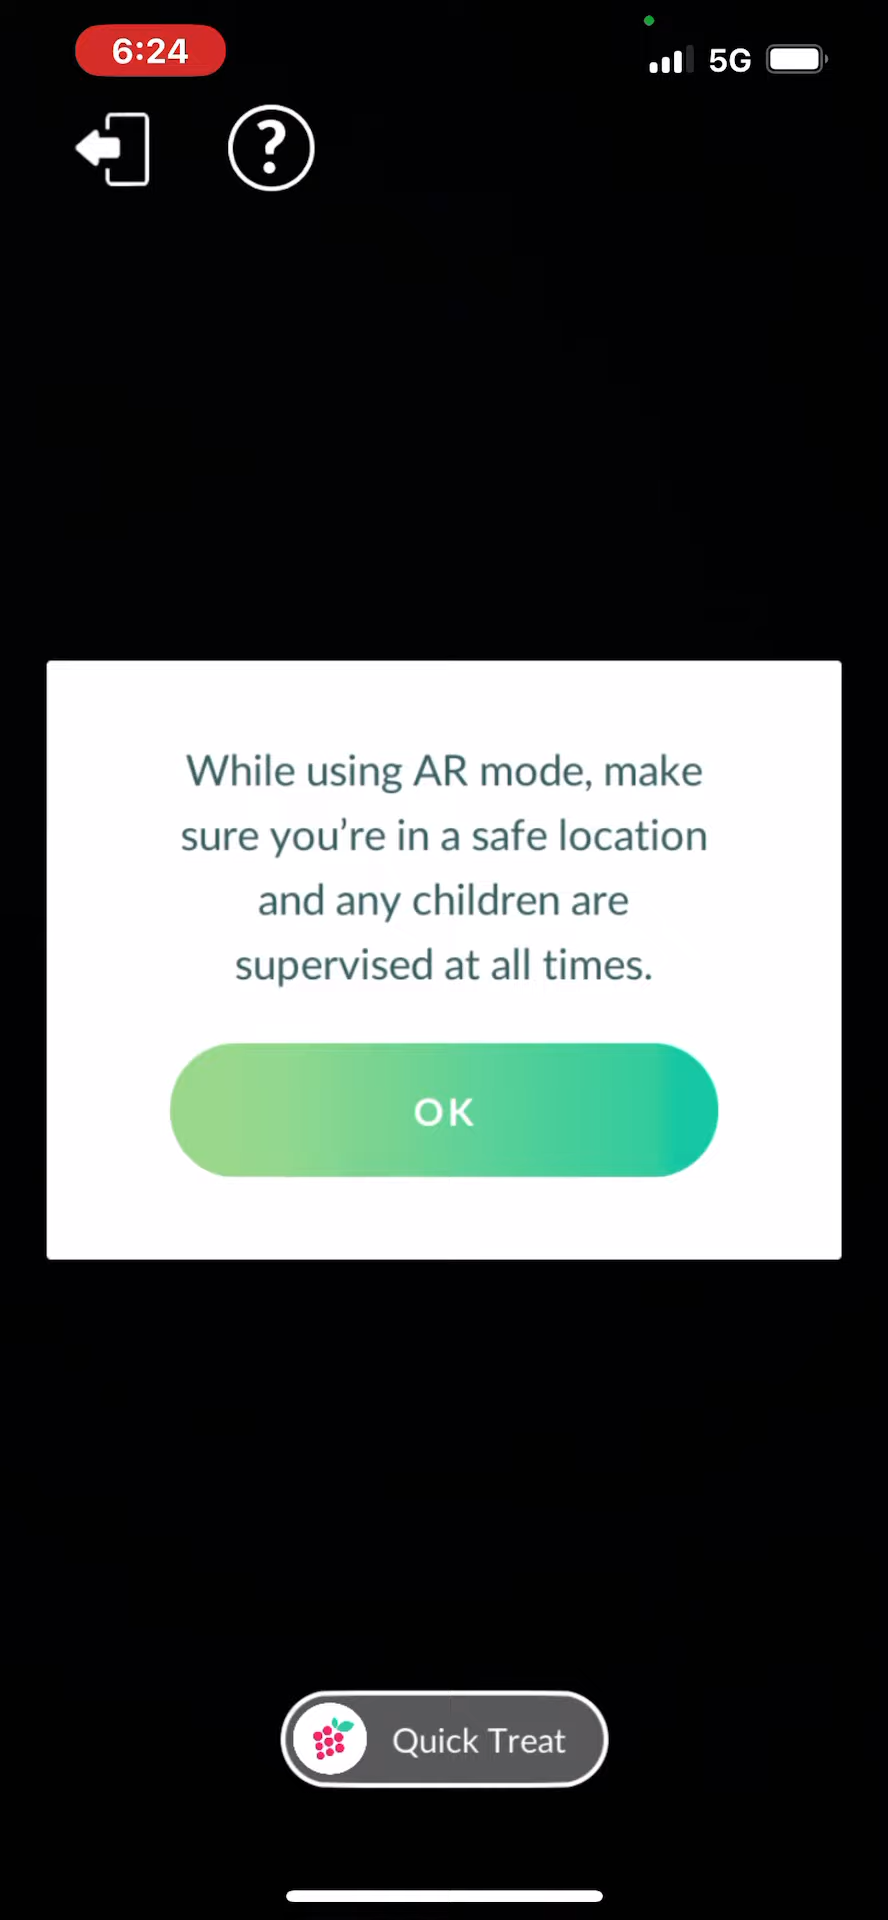 6:24
5G
?
While using AR mode, make
sure you’re in a safe location
and any children are
supervised at all times.
OK
Quick Treat